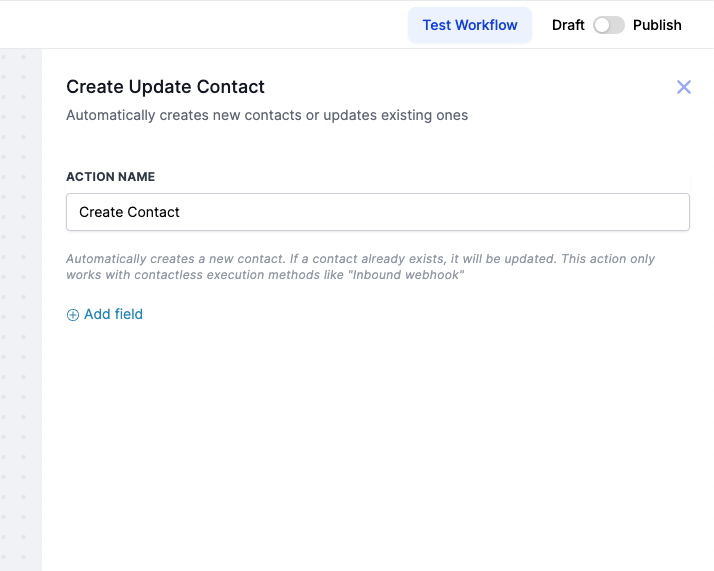 Test Workflow Draft Publish
Create Update Contact
Automatically creates new contacts or updates existing ones
ACTION NAME
Create Contact
Automatically creates a new contact. If a contact already exists, it will be updated. This action only
works with contactless execution methods like "Inbound webhook"
Add field